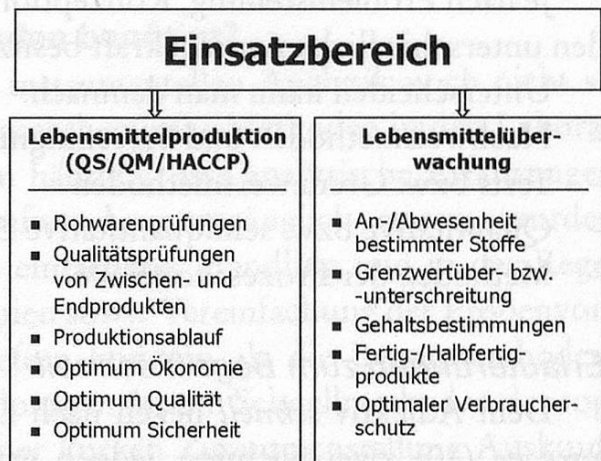 Einsatzbereich
Lebensmittelproduktion
(QS/QM/HACCP)
▪ Rohwarenprüfungen
▪ Qualitätsprüfungen
von Zwischen- und
Endprodukten
▪ Produktionsablauf
▪ Optimum Ökonomie
▪ Optimum Qualität
▪ Optimum Sicherheit
Lebensmittelüber-
wachung
▪ An-/Abwesenheit
bestimmter Stoffe
▪ Grenzwertüber- bzw.
-unterschreitung
▪ Gehaltsbestimmungen
▪ Fertig-/Halbfertig-
produkte
▪ Optimaler Verbraucher-
schutz